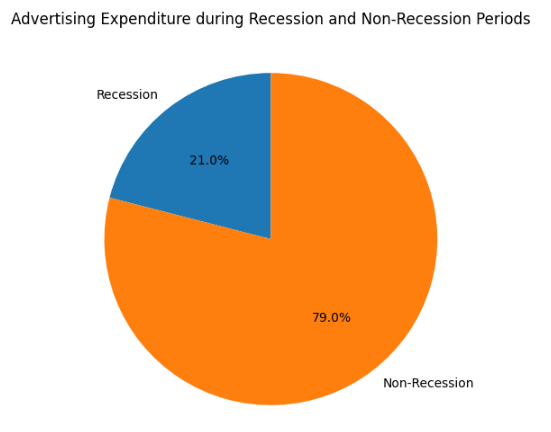 Advertising Expenditure during Recession and Non-Recession Periods
Recession
21.0%
79.0%
Non-Recession